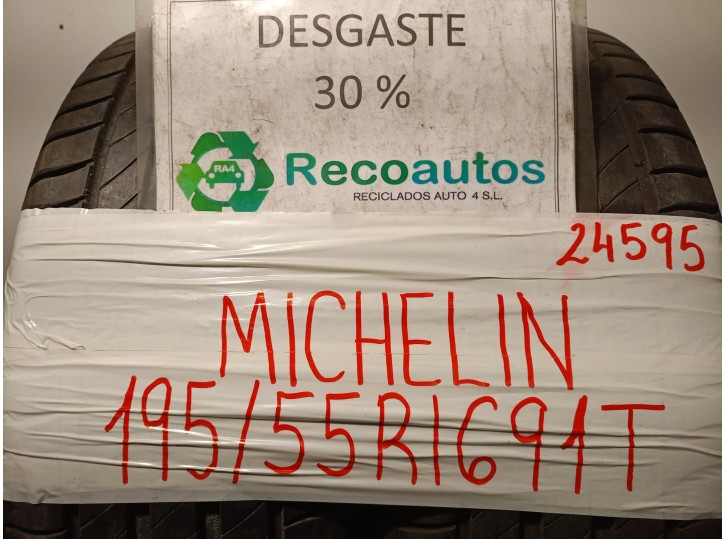 DESGASTE
30 %
RA4
Recoautos
RECICLADOS AUTO 4 S.L.
24595
MICHELIN
195/55R1691T